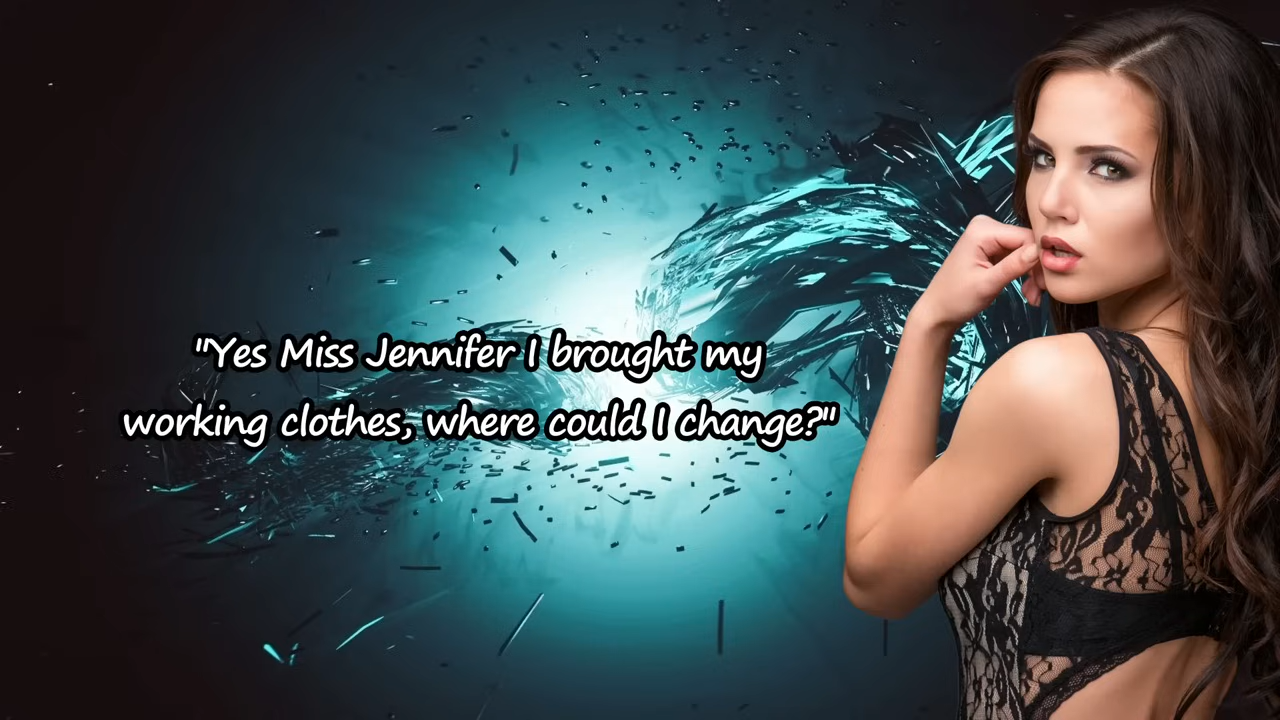 "Yes Miss Jennifer I brought my
working clothes, where could I change?"